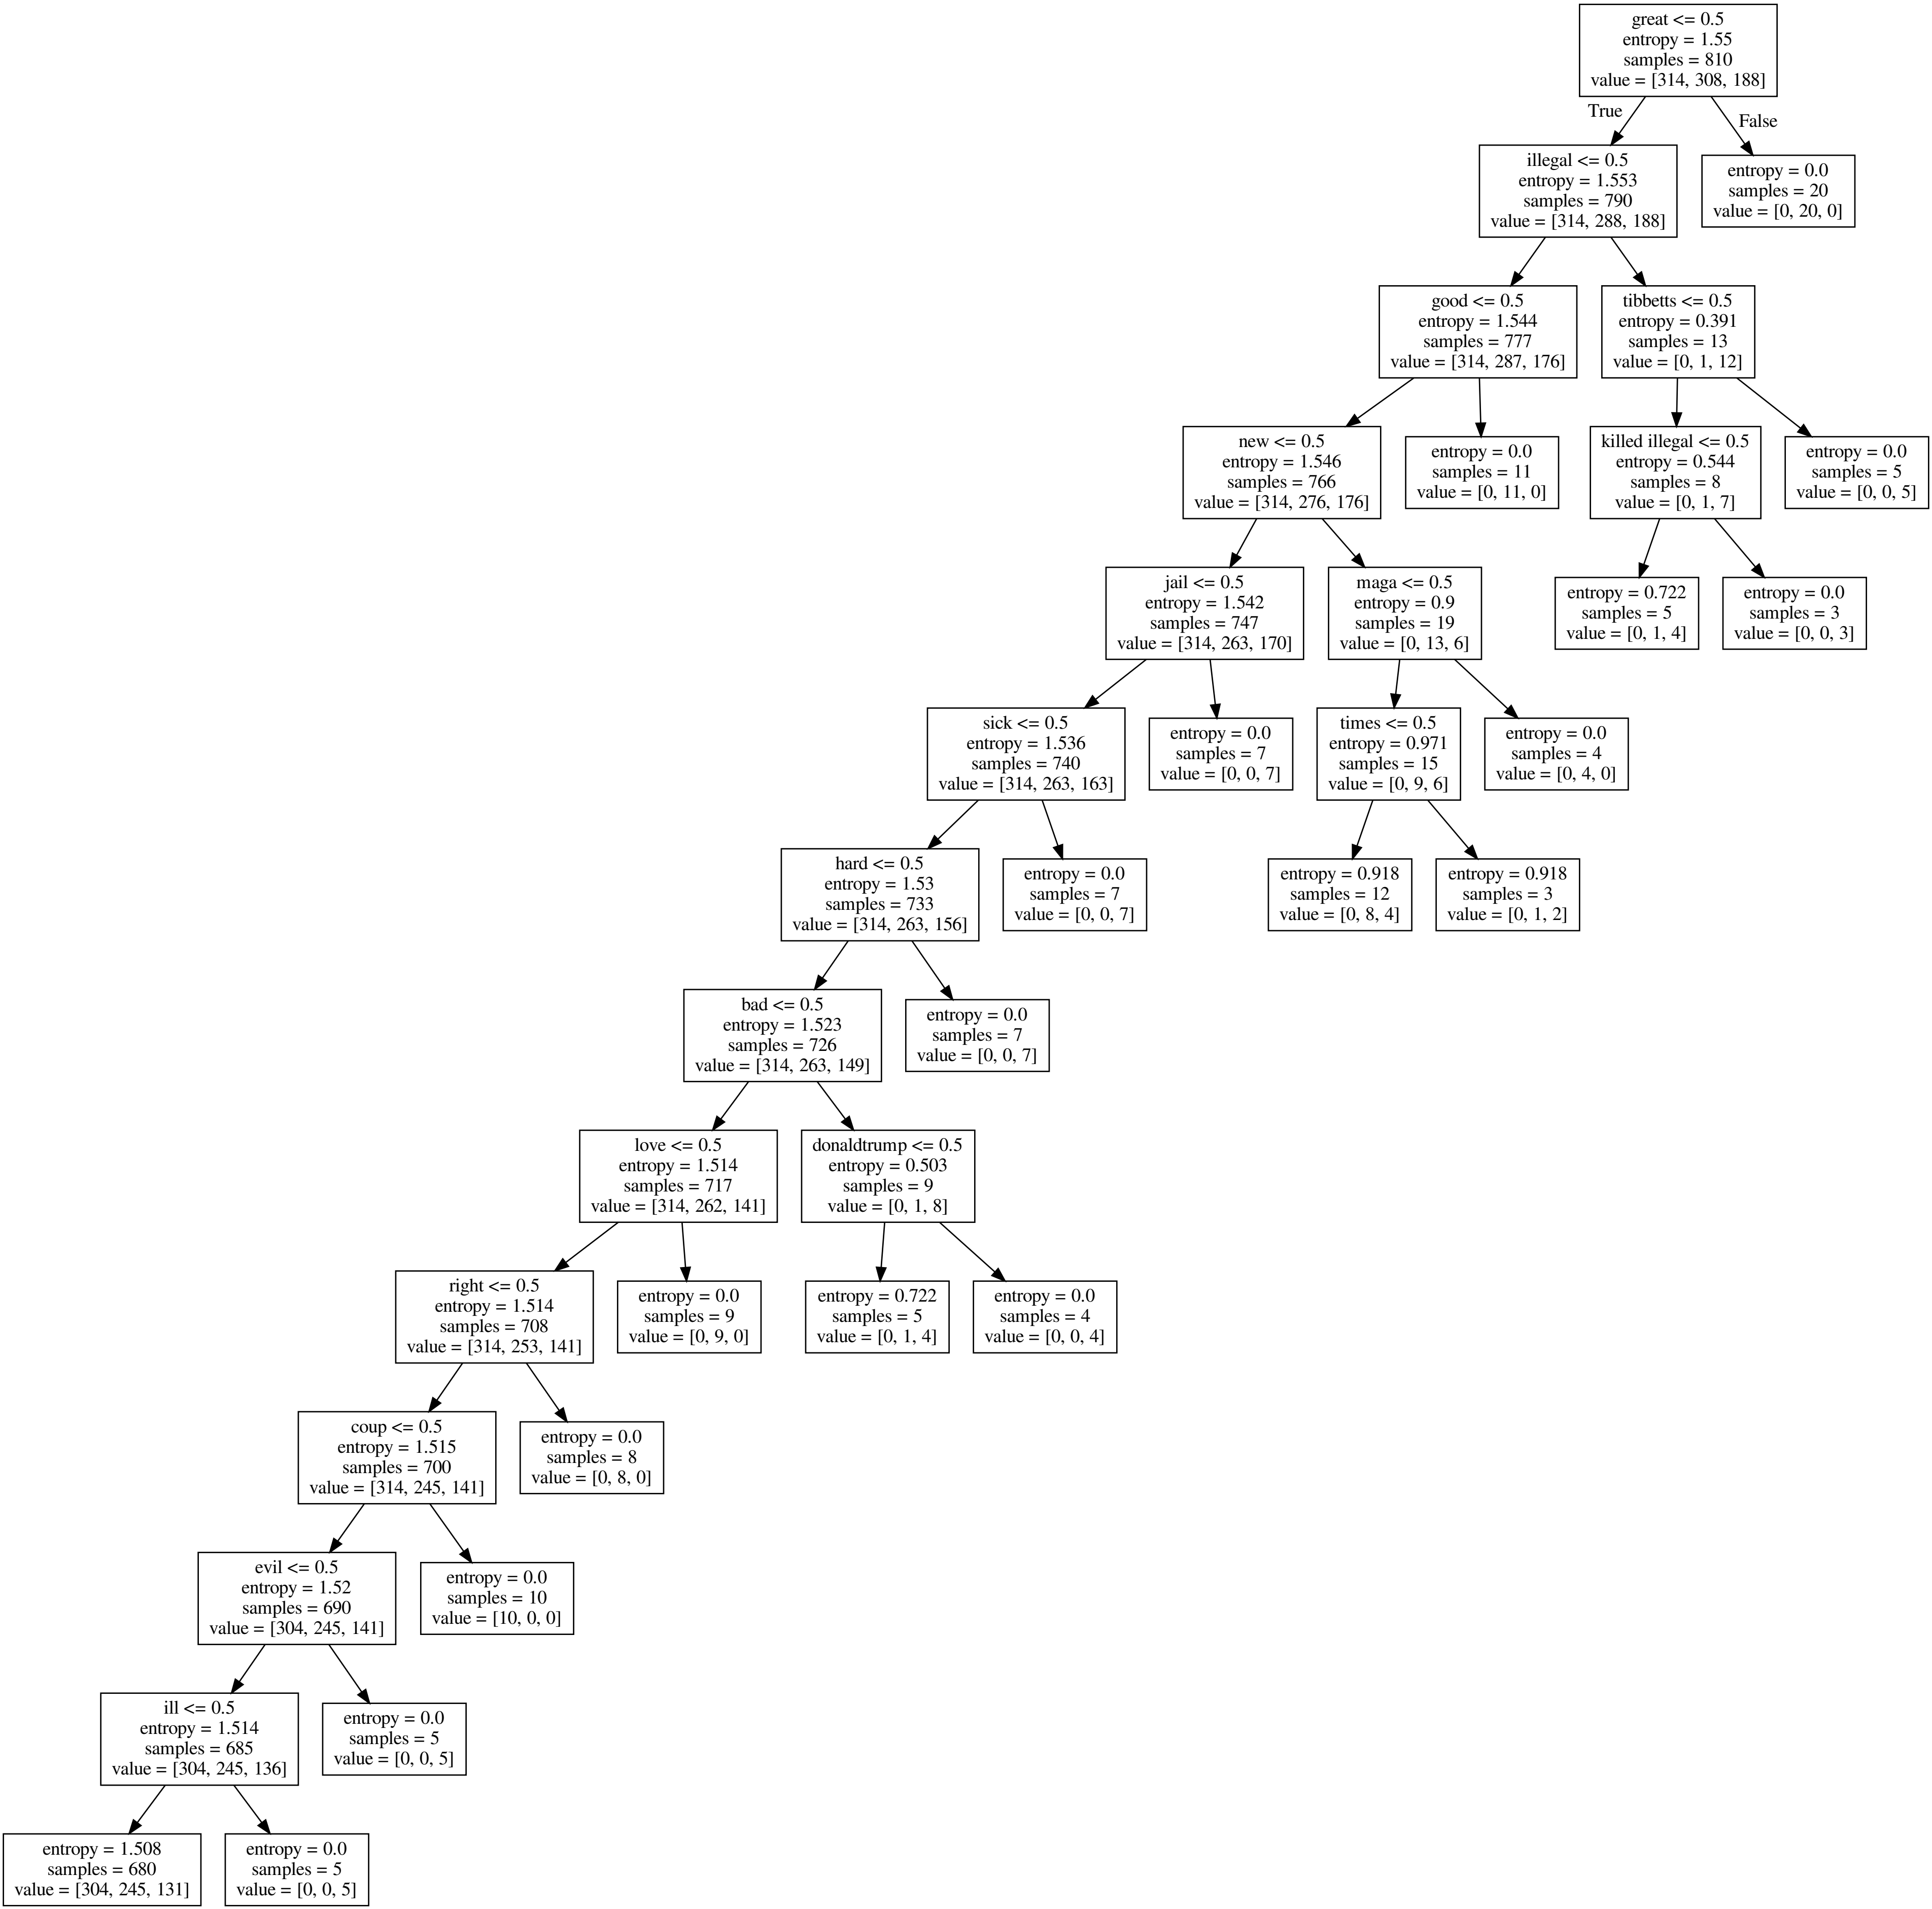 great <= 0.5
entropy = 1.55
samples = 810
value = [314, 308, 188]
True
False
illegal <= 0.5
entropy = 1.553
samples = 790
value = [314, 288, 188]
entropy = 0.0
samples = 20
value = [0, 20, 0]
good <= 0.5
entropy = 1.544
samples = 777
value = [314, 287, 176]
tibbetts <= 0.5
entropy = 0.391
samples = 13
value = [0, 1, 12]
new <= 0.5
entropy = 1.546
samples = 766
value = [314, 276, 176]
entropy = 0.0
samples = 11
value = [0, 11, 0]
killed illegal <= 0.5
entropy = 0.544
samples = 8
value = [0, 1, 7]
entropy = 0.0
samples = 5
value = [0, 0, 5]
jail <= 0.5
entropy = 1.542
samples = 747
value = [314, 263, 170]
maga <= 0.5
entropy = 0.9
samples = 19
value = [0, 13, 6]
entropy = 0.722
samples = 5
value = [0, 1, 4]
entropy = 0.0
samples = 3
value = [0, 0, 3]
sick <= 0.5
entropy = 1.536
samples = 740
value = [314, 263, 163]
entropy = 0.0
samples = 7
value = [0, 0, 7]
times <= 0.5
entropy = 0.971
samples = 15
value = [0, 9, 6]
entropy = 0.0
samples = 4
value = [0, 4, 0]
hard <= 0.5
entropy = 1.53
samples = 733
value = [314, 263, 156]
entropy = 0.0
samples = 7
value = [0, 0, 7]
entropy = 0.918
samples = 12
value = [0, 8, 4]
entropy = 0.918
samples = 3
value = [0, 1, 2]
bad <= 0.5
entropy = 1.523
samples = 726
value = [314, 263, 149]
entropy = 0.0
samples = 7
value = [0, 0, 7]
love <= 0.5
entropy = 1.514
samples = 717
value = [314, 262, 141]
donaldtrump <= 0.5
entropy = 0.503
samples = 9
value = [0, 1, 8]
right <= 0.5
entropy = 1.514
samples = 708
value = [314, 253, 141]
entropy = 0.0
samples = 9
value = [0, 9, 0]
entropy = 0.722
samples = 5
value = [0, 1, 4]
entropy = 0.0
samples = 4
value = [0, 0, 4]
coup <= 0.5
entropy = 1.515
samples = 700
value = [314, 245, 141]
entropy = 0.0
samples = 8
value = [0, 8, 0]
evil <= 0.5
entropy = 1.52
samples = 690
value = [304, 245, 141]
entropy = 0.0
samples = 10
value = [10, 0, 0]
ill <= 0.5
entropy = 1.514
samples = 685
value = [304, 245, 136]
entropy = 0.0
samples = 5
value = [0, 0, 5]
entropy = 1.508
samples = 680
value = [304, 245, 131]
entropy = 0.0
samples = 5
value = [0, 0, 5]